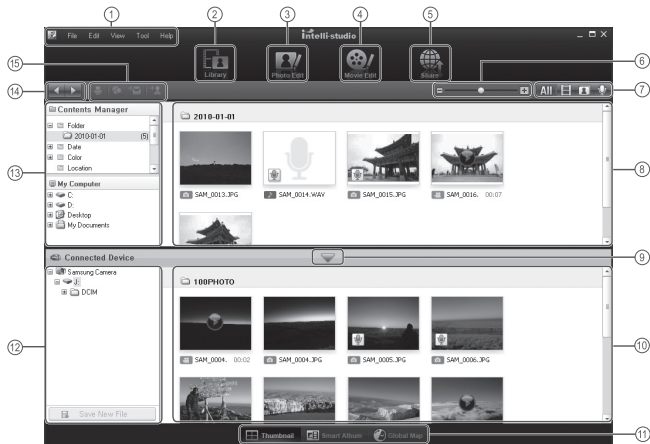 1 2 3 4 5
File Edit View Tool Help
intelli-studio
Library Photo Edit Movie Edit Share
6
15
14
All
7
Contents Manager
Folder
2010-01-01 (5)
Date
Color
Location
13
My Computer
C:
D:
Desktop
My Documents
2010-01-01
SAM_0013.JPG SAM_0014.WAV SAM_0015.JPG SAM_0016. 00:07
8
Connected Device
9
Samsung Camera
J:
DCIM
12
Save New File
100PHOTO
SAM_0004. 00:02 SAM_0004.JPG SAM_0005.JPG SAM_0006.JPG
10
Thumbnail Smart Album Global Map
11